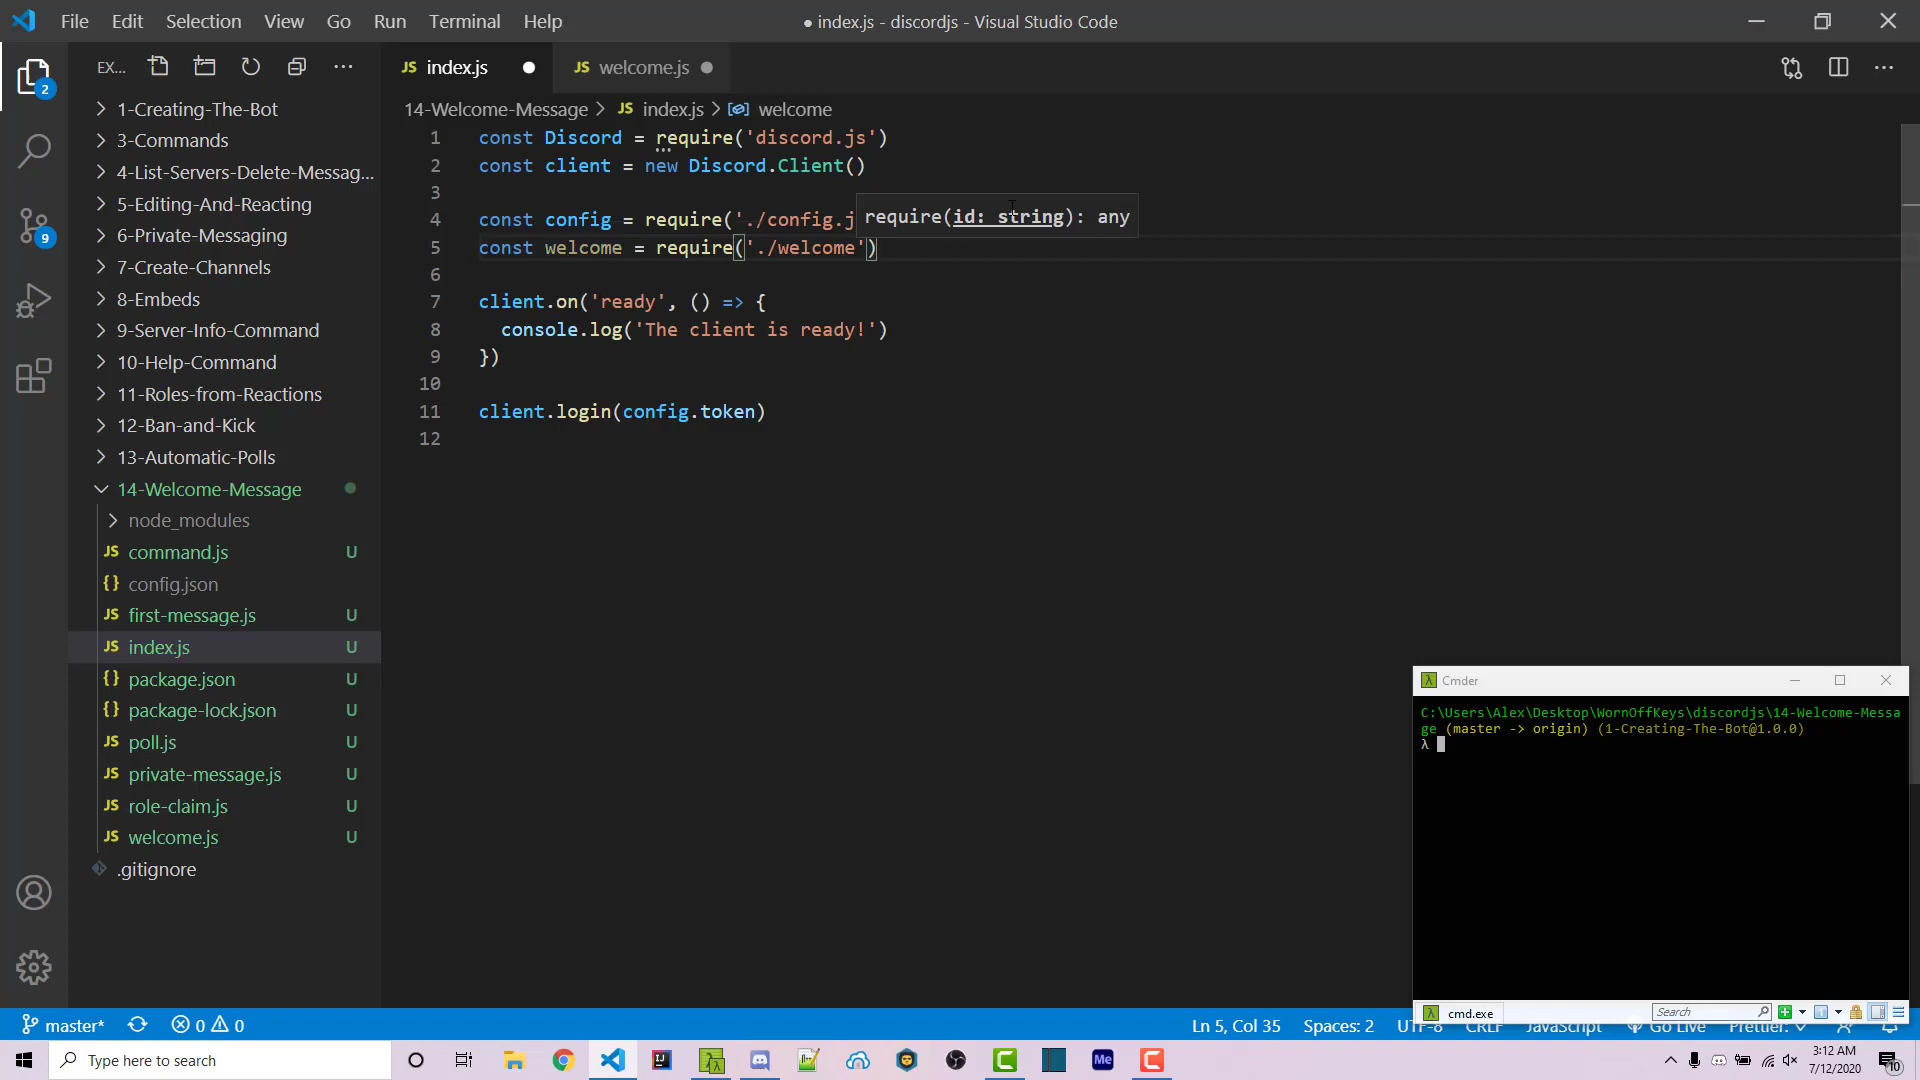 File Edit Selection View Go Run Terminal Help
● index.js - discordjs - Visual Studio Code
EX...
JS index.js
JS welcome.js
14-Welcome-Message > JS index.js > welcome
1-Creating-The-Bot
3-Commands
4-List-Servers-Delete-Messag...
5-Editing-And-Reacting
6-Private-Messaging
7-Create-Channels
8-Embeds
9-Server-Info-Command
10-Help-Command
11-Roles-from-Reactions
12-Ban-and-Kick
13-Automatic-Polls
14-Welcome-Message
node_modules
JS command.js U
{} config.json
JS first-message.js U
JS index.js U
{} package.json U
{} package-lock.json U
JS poll.js U
JS private-message.js U
JS role-claim.js U
JS welcome.js U
.gitignore
2
9
1 const Discord = require('discord.js')
2 const client = new Discord.Client()
3
4 const config = require('./config.j
require(id: string): any
5 const welcome = require('./welcome')
6
7 client.on('ready', () => {
8 console.log('The client is ready!')
9 })
10
11 client.login(config.token)
12
λ Cmder
C:\Users\Alex\Desktop\WornOffKeys\discordjs\14-Welcome-Messa
ge (master -> origin) (1-Creating-The-Bot@1.0.0)
λ
λ cmd.exe
Search
master* 0 0
Ln 5, Col 35 Spaces: 2 UTF-8 CRLF JavaScript Go Live Prettier: ✓
Type here to search
Me
3:12 AM
7/12/2020
10